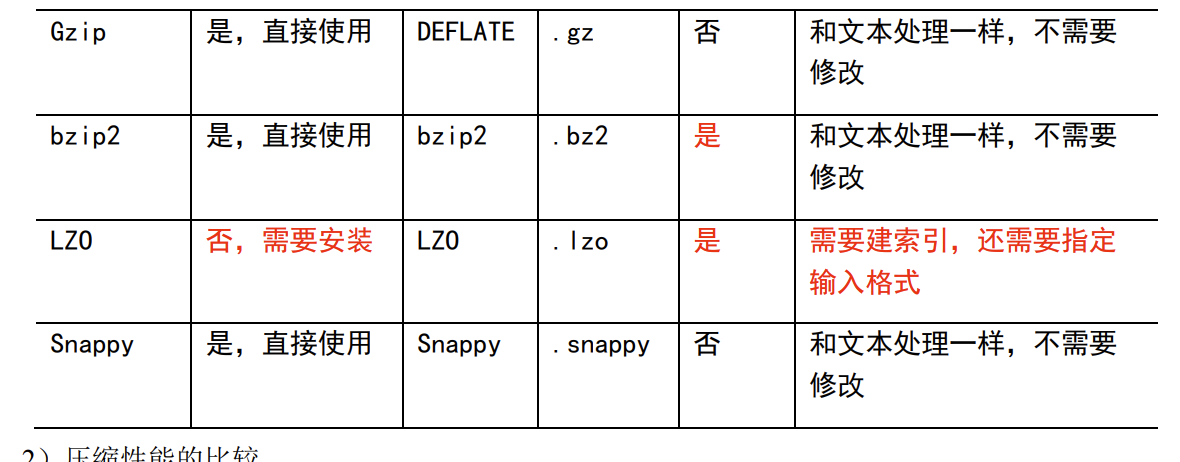 Gzip 是，直接使用 DEFLATE .gz 否 和文本处理一样，不需要
修改
bzip2 是，直接使用 bzip2 .bz2 是 和文本处理一样，不需要
修改
LZO 否，需要安装 LZO .lzo 是 需要建索引，还需要指定
输入格式
Snappy 是，直接使用 Snappy .snappy 否 和文本处理一样，不需要
修改
2）压缩性能的比较